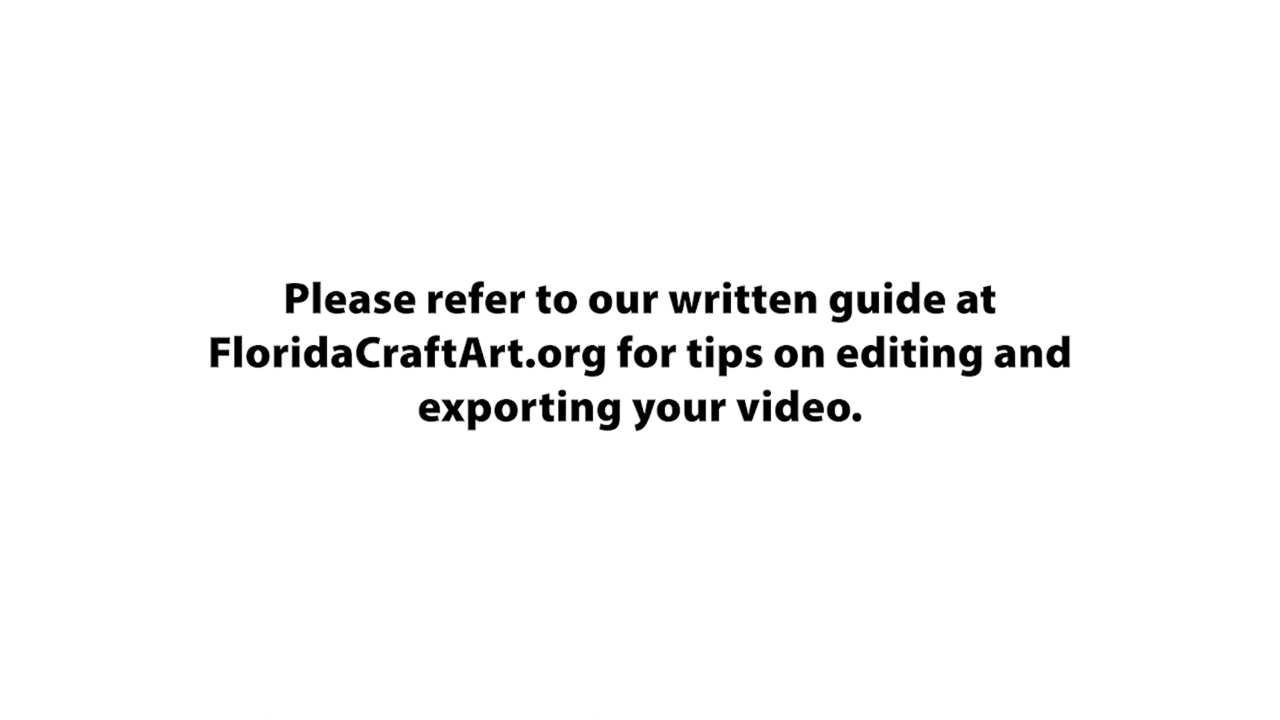 Please refer to our written guide at
FloridaCraftArt.org for tips on editing and
exporting your video.